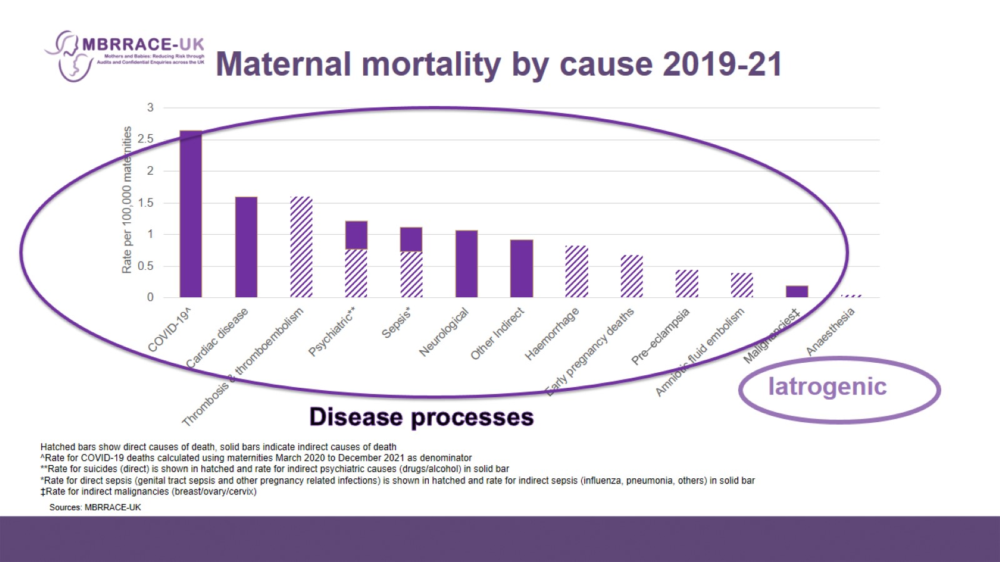 MBRRACE-UK
Mothers and Babies: Reducing Risk through
Audits and Confidential Enquiries across the UK
Maternal mortality by cause 2019-21
Rate per 100,000 maternities
3
2.5
2
1.5
1
0.5
0
COVID-19^
Cardiac disease
Thrombosis & thromboembolism
Psychiatric**
Sepsis*
Neurological
Other Indirect
Haemorrhage
Early pregnancy deaths
Pre-eclampsia
Amniotic fluid embolism
Malignancies‡
Anaesthesia
Iatrogenic
Disease processes
Hatched bars show direct causes of death, solid bars indicate indirect causes of death
^Rate for COVID-19 deaths calculated using maternities March 2020 to December 2021 as denominator
**Rate for suicides (direct) is shown in hatched and rate for indirect psychiatric causes (drugs/alcohol) in solid bar
*Rate for direct sepsis (genital tract sepsis and other pregnancy related infections) is shown in hatched and rate for indirect sepsis (influenza, pneumonia, others) in solid bar
‡Rate for indirect malignancies (breast/ovary/cervix)
Sources: MBRRACE-UK